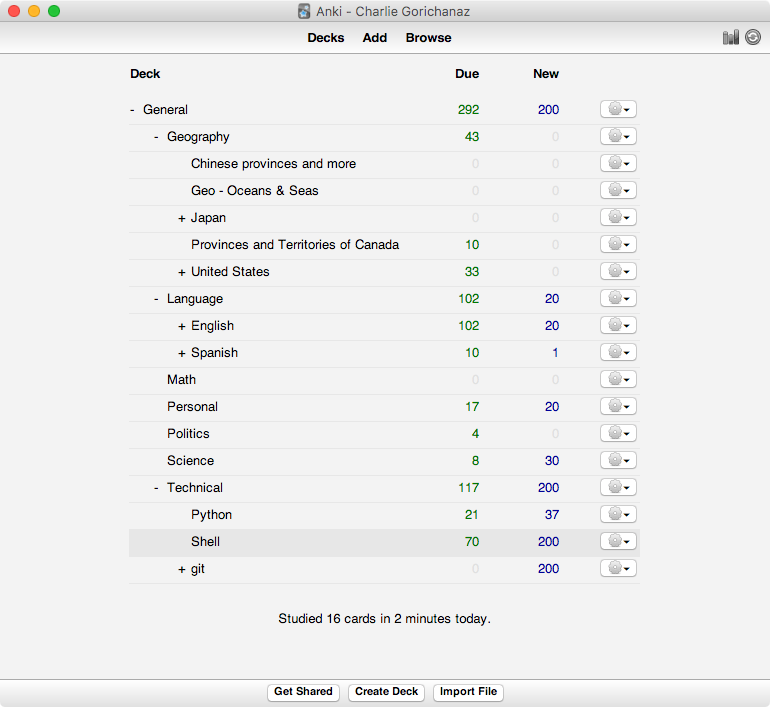 Anki - Charlie Gorichanaz
Decks Add Browse
Deck Due New
- General 292 200
- Geography 43 0
Chinese provinces and more 0 0
Geo - Oceans & Seas 0 0
+ Japan 0 0
Provinces and Territories of Canada 10 0
+ United States 33 0
- Language 102 20
+ English 102 20
+ Spanish 10 1
Math 0 0
Personal 17 20
Politics 4 0
Science 8 30
- Technical 117 200
Python 21 37
Shell 70 200
+ git 0 200
Studied 16 cards in 2 minutes today.
Get Shared Create Deck Import File